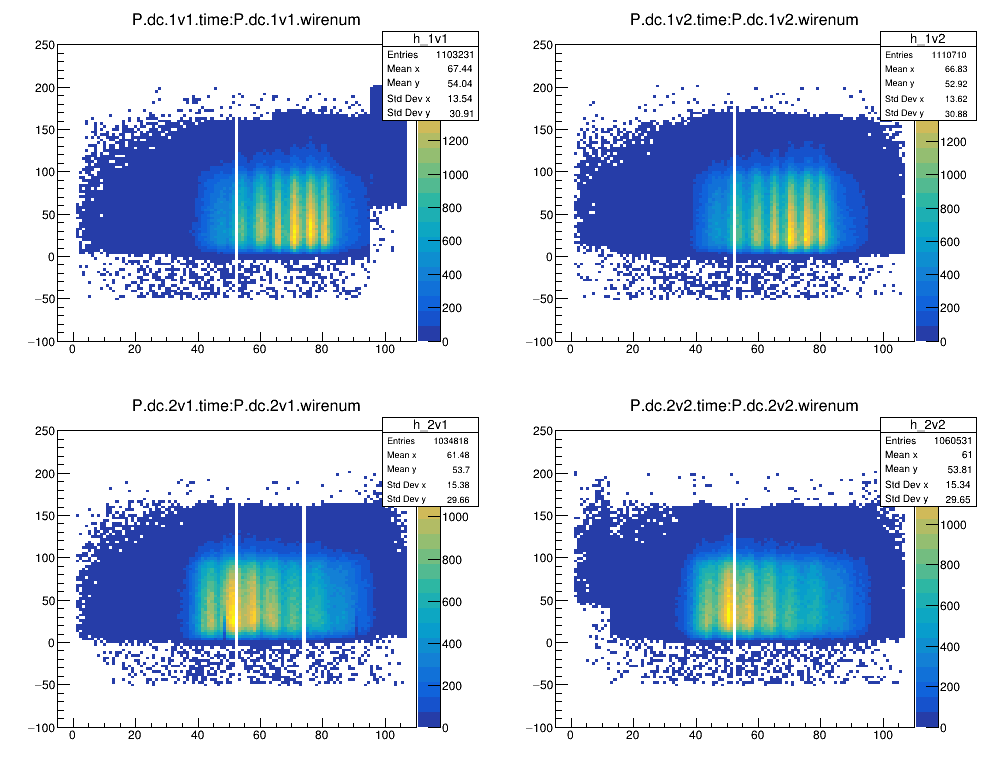 P.dc.1v1.time:P.dc.1v1.wirenum
h_1v1
Entries 1103231
Mean x 67.44
Mean y 54.04
Std Dev x 13.54
Std Dev y 30.91
250
200
150
100
50
0
−50
−100
0 20 40 60 80 100
1200
1000
800
600
400
200
0
P.dc.1v2.time:P.dc.1v2.wirenum
h_1v2
Entries 1110710
Mean x 66.83
Mean y 52.92
Std Dev x 13.62
Std Dev y 30.88
250
200
150
100
50
0
−50
−100
0 20 40 60 80 100
1200
1000
800
600
400
200
0
P.dc.2v1.time:P.dc.2v1.wirenum
h_2v1
Entries 1034818
Mean x 61.48
Mean y 53.7
Std Dev x 15.38
Std Dev y 29.66
250
200
150
100
50
0
−50
−100
0 20 40 60 80 100
1000
800
600
400
200
0
P.dc.2v2.time:P.dc.2v2.wirenum
h_2v2
Entries 1060531
Mean x 61
Mean y 53.81
Std Dev x 15.34
Std Dev y 29.65
250
200
150
100
50
0
−50
−100
0 20 40 60 80 100
1000
800
600
400
200
0